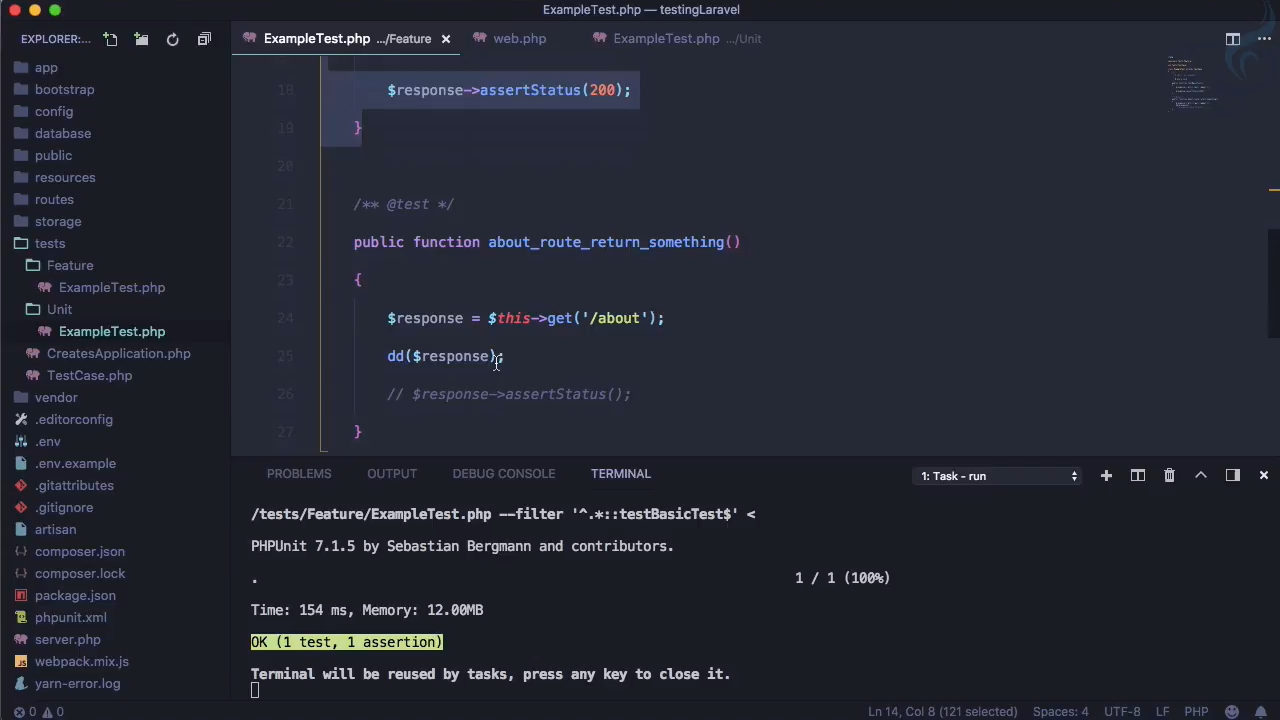 ExampleTest.php — testingLaravel
EXPLORER:...
ExampleTest.php .../Feature
web.php
ExampleTest.php .../Unit
app
bootstrap
config
database
public
resources
routes
storage
tests
Feature
ExampleTest.php
Unit
ExampleTest.php
CreatesApplication.php
TestCase.php
vendor
.editorconfig
.env
.env.example
.gitattributes
.gitignore
artisan
composer.json
composer.lock
package.json
phpunit.xml
server.php
webpack.mix.js
yarn-error.log
18 $response->assertStatus(200);
19 }
20
21 /** @test */
22 public function about_route_return_something()
23 {
24 $response = $this->get('/about');
25 dd($response);
26 // $response->assertStatus();
27 }
PROBLEMS OUTPUT DEBUG CONSOLE TERMINAL 1: Task - run
/tests/Feature/ExampleTest.php --filter '^.*::testBasicTest$' <
PHPUnit 7.1.5 by Sebastian Bergmann and contributors.
. 1 / 1 (100%)
Time: 154 ms, Memory: 12.00MB
OK (1 test, 1 assertion)
Terminal will be reused by tasks, press any key to close it.
0 0 Ln 14, Col 8 (121 selected) Spaces: 4 UTF-8 LF PHP